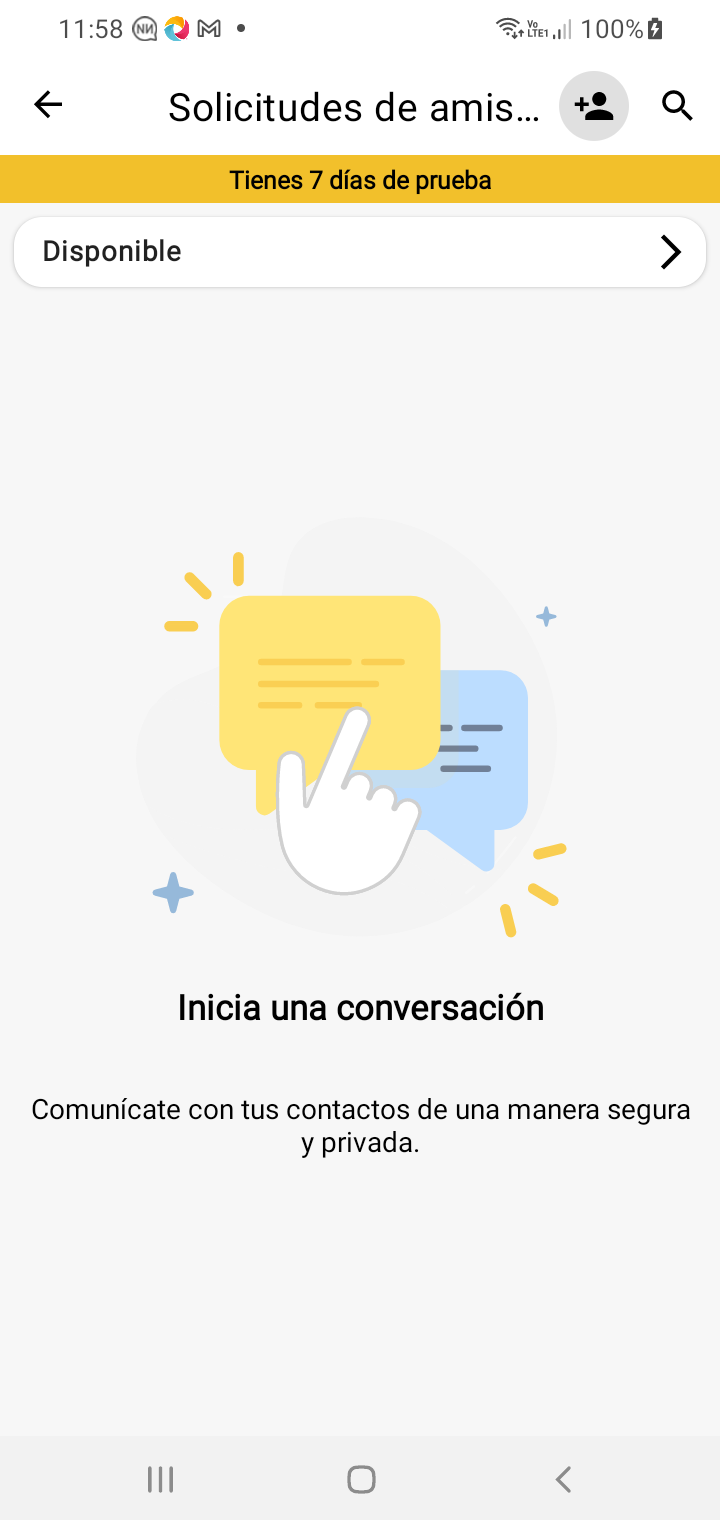 11:58 100%
Solicitudes de amis...
Tienes 7 días de prueba
Disponible
Inicia una conversación
Comunícate con tus contactos de una manera segura
y privada.